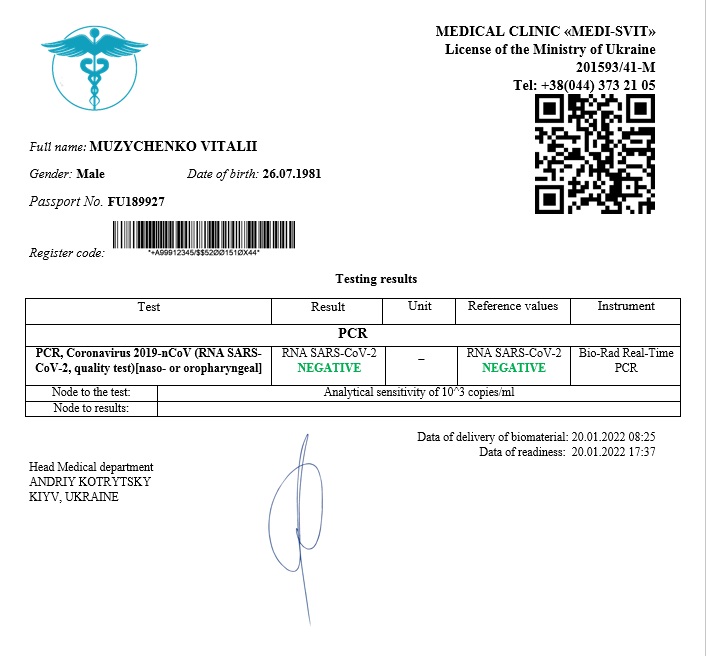 MEDICAL CLINIC «MEDI-SVIT»
License of the Ministry of Ukraine
201593/41-M
Tel: +38(044) 373 21 05
Full name: MUZYCHENKO VITALII
Gender: Male Date of birth: 26.07.1981
Passport No. FU189927
Register code:
*+A99912345/$$52ØØ151ØX44*
Testing results
Test Result Unit Reference values Instrument
PCR
PCR, Coronavirus 2019-nCoV (RNA SARS-CoV-2, quality test)[naso- or oropharyngeal] RNA SARS-CoV-2 NEGATIVE – RNA SARS-CoV-2 NEGATIVE Bio-Rad Real-Time PCR
Node to the test: Analytical sensitivity of 10^3 copies/ml
Node to results:
Data of delivery of biomaterial: 20.01.2022 08:25
Data of readiness: 20.01.2022 17:37
Head Medical department
ANDRIY KOTRYTSKY
KIYV, UKRAINE